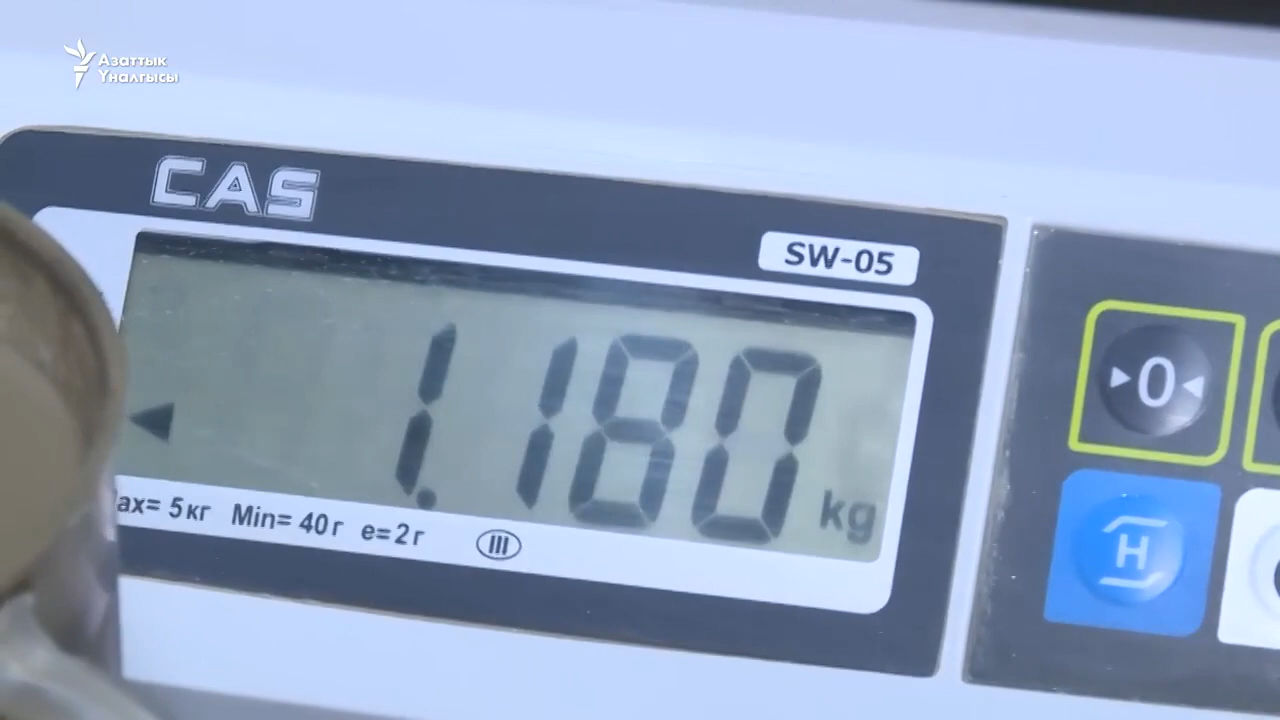 Азаттык
Үналгысы
CAS
SW-05
1.180 kg
ax= 5кг Min= 40г e=2г III
0
H